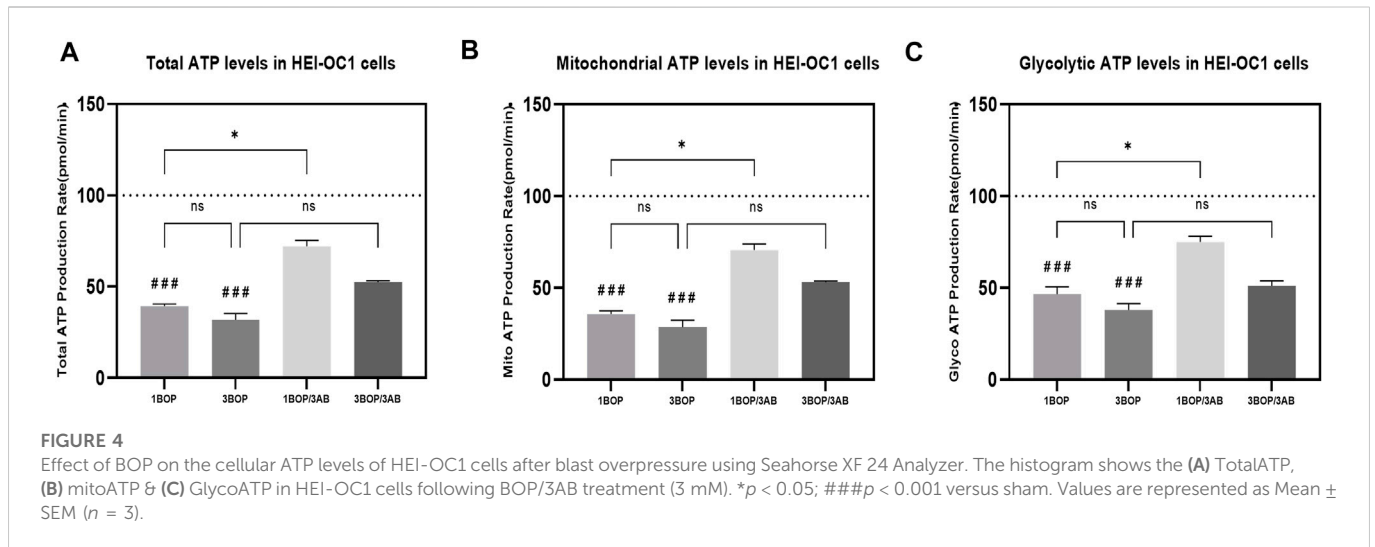 A
Total ATP levels in HEI-OC1 cells
Total ATP Production Rate(pmol/min)
150
100
50
0
*
ns
ns
###
###
1BOP
3BOP
1BOP/3AB
3BOP/3AB
B
Mitochondrial ATP levels in HEI-OC1 cells
Mito ATP Production Rate(pmol/min)
150
100
50
0
*
ns
ns
###
###
1BOP
3BOP
1BOP/3AB
3BOP/3AB
C
Glycolytic ATP levels in HEI-OC1 cells
Glyco ATP Production Rate(pmol/min)
150
100
50
0
*
ns
ns
###
###
1BOP
3BOP
1BOP/3AB
3BOP/3AB
FIGURE 4
Effect of BOP on the cellular ATP levels of HEI-OC1 cells after blast overpressure using Seahorse XF 24 Analyzer. The histogram shows the (A) TotalATP,
(B) mitoATP & (C) GlycoATP in HEI-OC1 cells following BOP/3AB treatment (3 mM). *p < 0.05; ###p < 0.001 versus sham. Values are represented as Mean ±
SEM (n = 3).